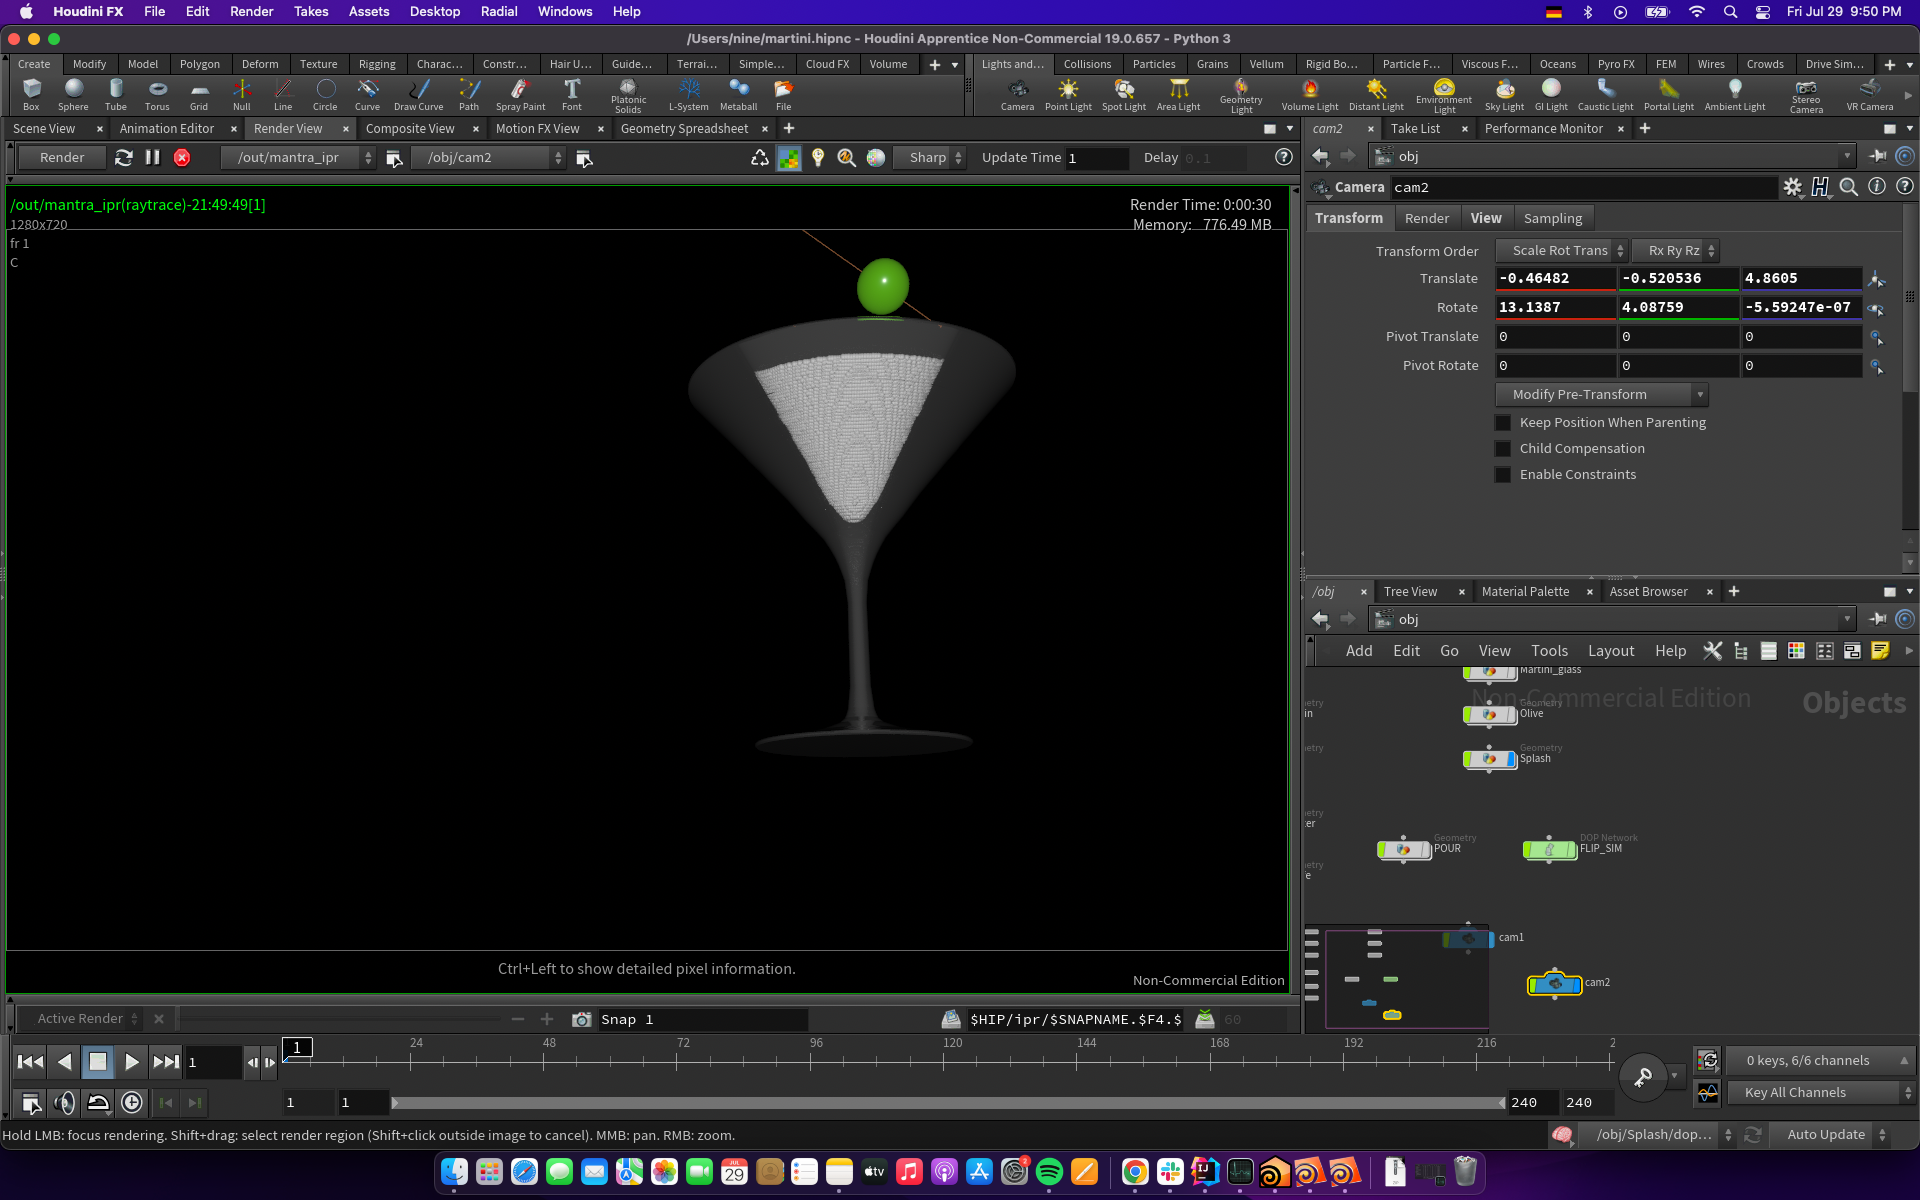 Houdini FX File Edit Render Takes Assets Desktop Radial Windows Help Fri Jul 29 9:50 PM
/Users/nine/martini.hipnc - Houdini Apprentice Non-Commercial 19.0.657 - Python 3
Create Modify Model Polygon Deform Texture Rigging Charac... Constr... Hair U... Guide... Terrai... Simple... Cloud FX Volume
Lights and... Collisions Particles Grains Vellum Rigid Bo... Particle F... Viscous F... Oceans Pyro FX FEM Wires Crowds Drive Sim...
Box Sphere Tube Torus Grid Null Line Circle Curve Draw Curve Path Spray Paint Font Platonic Solids L-System Metaball File
Camera Point Light Spot Light Area Light Geometry Light Volume Light Distant Light Environment Light Sky Light GI Light Caustic Light Portal Light Ambient Light Stereo Camera VR Camera
Scene View Animation Editor Render View Composite View Motion FX View Geometry Spreadsheet
Render /out/mantra_ipr /obj/cam2 Sharp Update Time 1 Delay 0.1
/out/mantra_ipr(raytrace)-21:49:49[1]
1280x720
fr 1
C
Render Time: 0:00:30
Memory: 776.49 MB
Ctrl+Left to show detailed pixel information.
Non-Commercial Edition
Active Render Snap 1 $HIP/ipr/$SNAPNAME.$F4.$ 60
cam2 Take List Performance Monitor
obj
Camera cam2
Transform Render View Sampling
Transform Order Scale Rot Trans Rx Ry Rz
Translate -0.46482 -0.520536 4.8605
Rotate 13.1387 4.08759 -5.59247e-07
Pivot Translate 0 0 0
Pivot Rotate 0 0 0
Modify Pre-Transform
Keep Position When Parenting
Child Compensation
Enable Constraints
/obj Tree View Material Palette Asset Browser
obj
Add Edit Go View Tools Layout Help
Martini_glass
Non-Commercial Edition
Objects
Geometry
Olive
etry
in
Geometry
Splash
etry
etry
er
Geometry
POUR
DOP Network
FLIP_SIM
etry
e
cam1
cam2
1 1 24 48 72 96 120 144 168 192 216 2
0 keys, 6/6 channels
1 1 240 240
Key All Channels
Hold LMB: focus rendering. Shift+drag: select render region (Shift+click outside image to cancel). MMB: pan. RMB: zoom.
/obj/Splash/dop... Auto Update
JUL
29
tv
2
IJ